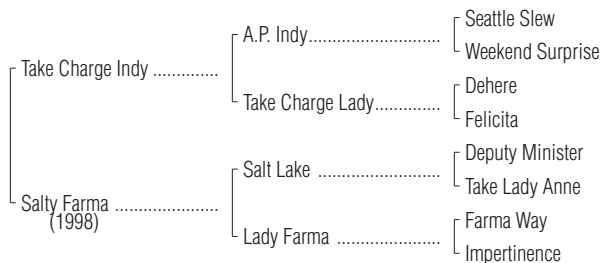 Seattle Slew
A.P. Indy..............................
Weekend Surprise
Take Charge Indy ..............
Dehere
Take Charge Lady..............
Felicita
Deputy Minister
Salt Lake ............................
Take Lady Anne
Salty Farma ......................
(1998)
Farma Way
Lady Farma .......................
Impertinence